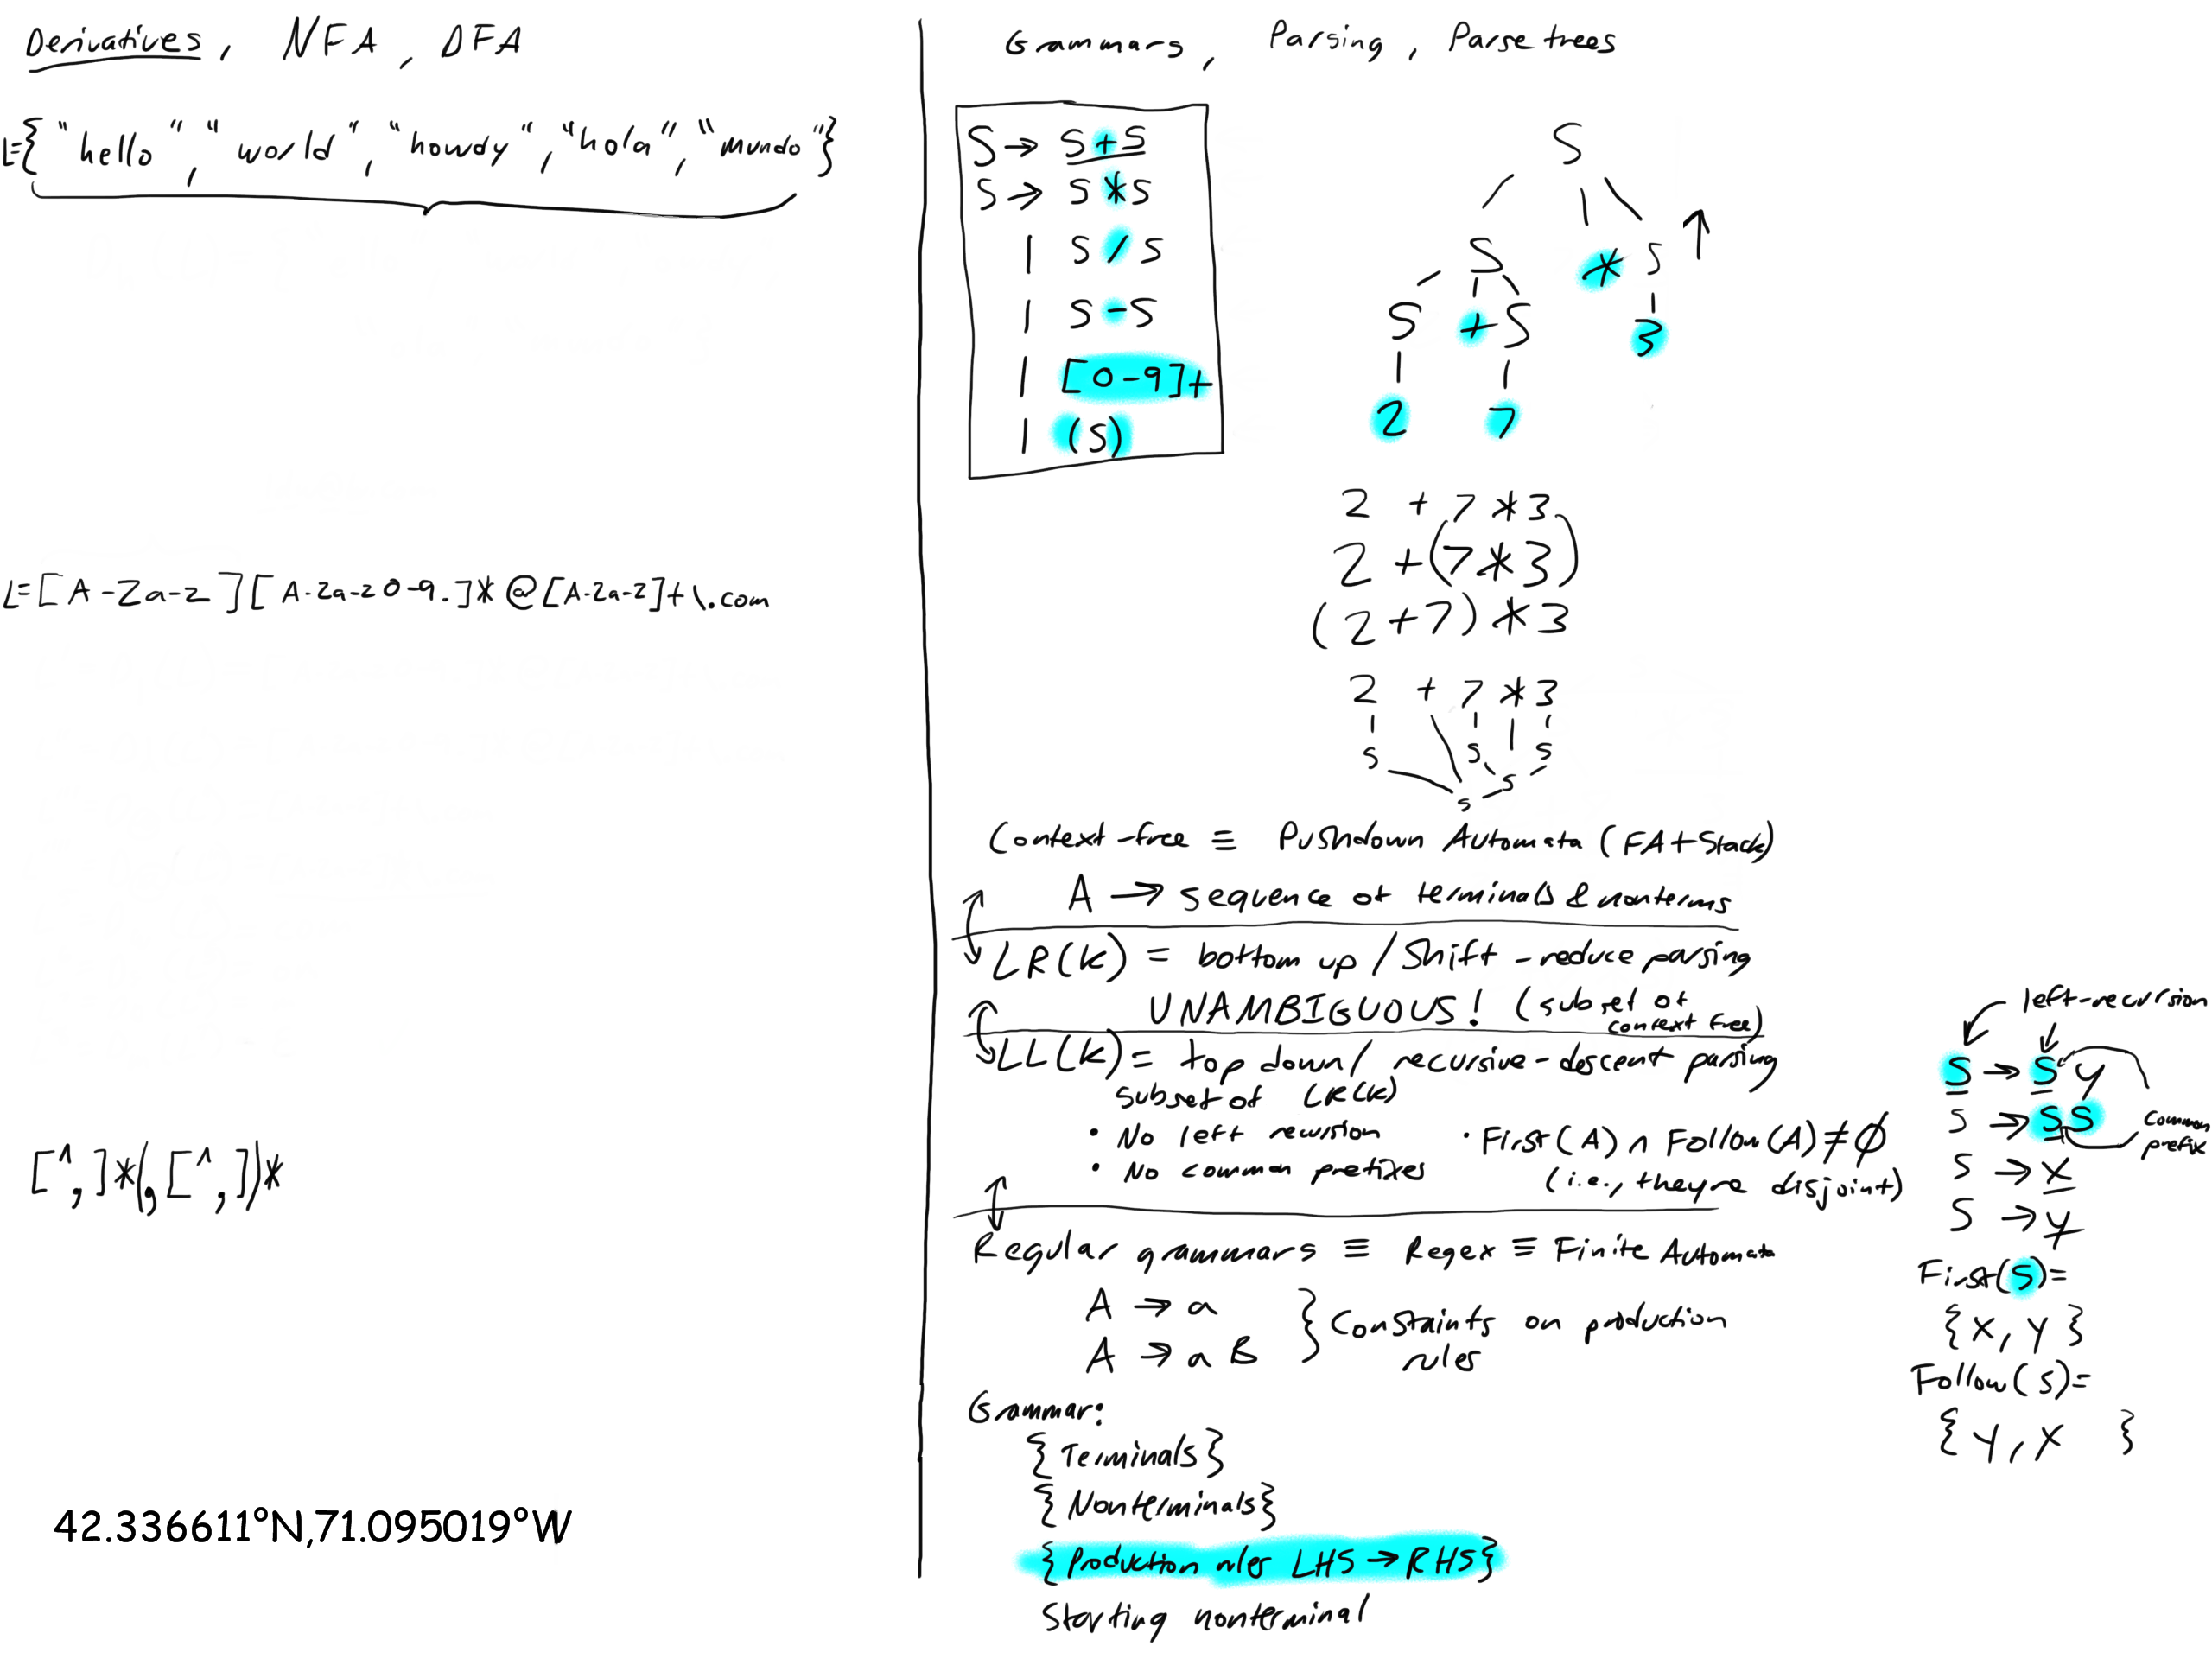 Derivatives, NFA, DFA
L={"hello", "world", "howdy", "hola", "mundo"}
L=[A-Za-z][A-Za-z0-9.]*@[A-Za-z]+\.com
[^,]*(,[^,])*
42.336611°N,71.095019°W
Grammars, Parsing, Parse trees
S → S + S
S → S * S
| S / S
| S - S
| [0-9]+
| (S)
S
S * S ↑
S + S 3
2 7
2 + 7 * 3
2 + (7 * 3)
(2 + 7) * 3
2 + 7 * 3
S S S
S
S
Context-free ≡ Pushdown Automata (FA+Stack)
A → sequence of terminals & nonterms
LR(k) = bottom up / Shift-reduce parsing
UNAMBIGUOUS! (subset of
context free)
LL(k) = top down / recursive-descent parsing
subset of LR(k)
• No left recursion
• No common prefixes
• First(A) ∩ Follow(A) ≠ ∅
(i.e., they're disjoint)
Regular grammars ≡ Regex ≡ Finite Automata
A → a
A → a B
} Constaints on production
rules
Grammar:
{Terminals}
{Nonterminals}
{Production rules LHS → RHS}
Starting nonterminal
left-recursion
S → S y
S → S S
common
prefix
S → x
S → y
First(S)=
{x, y}
Follow(S)=
{y, x }